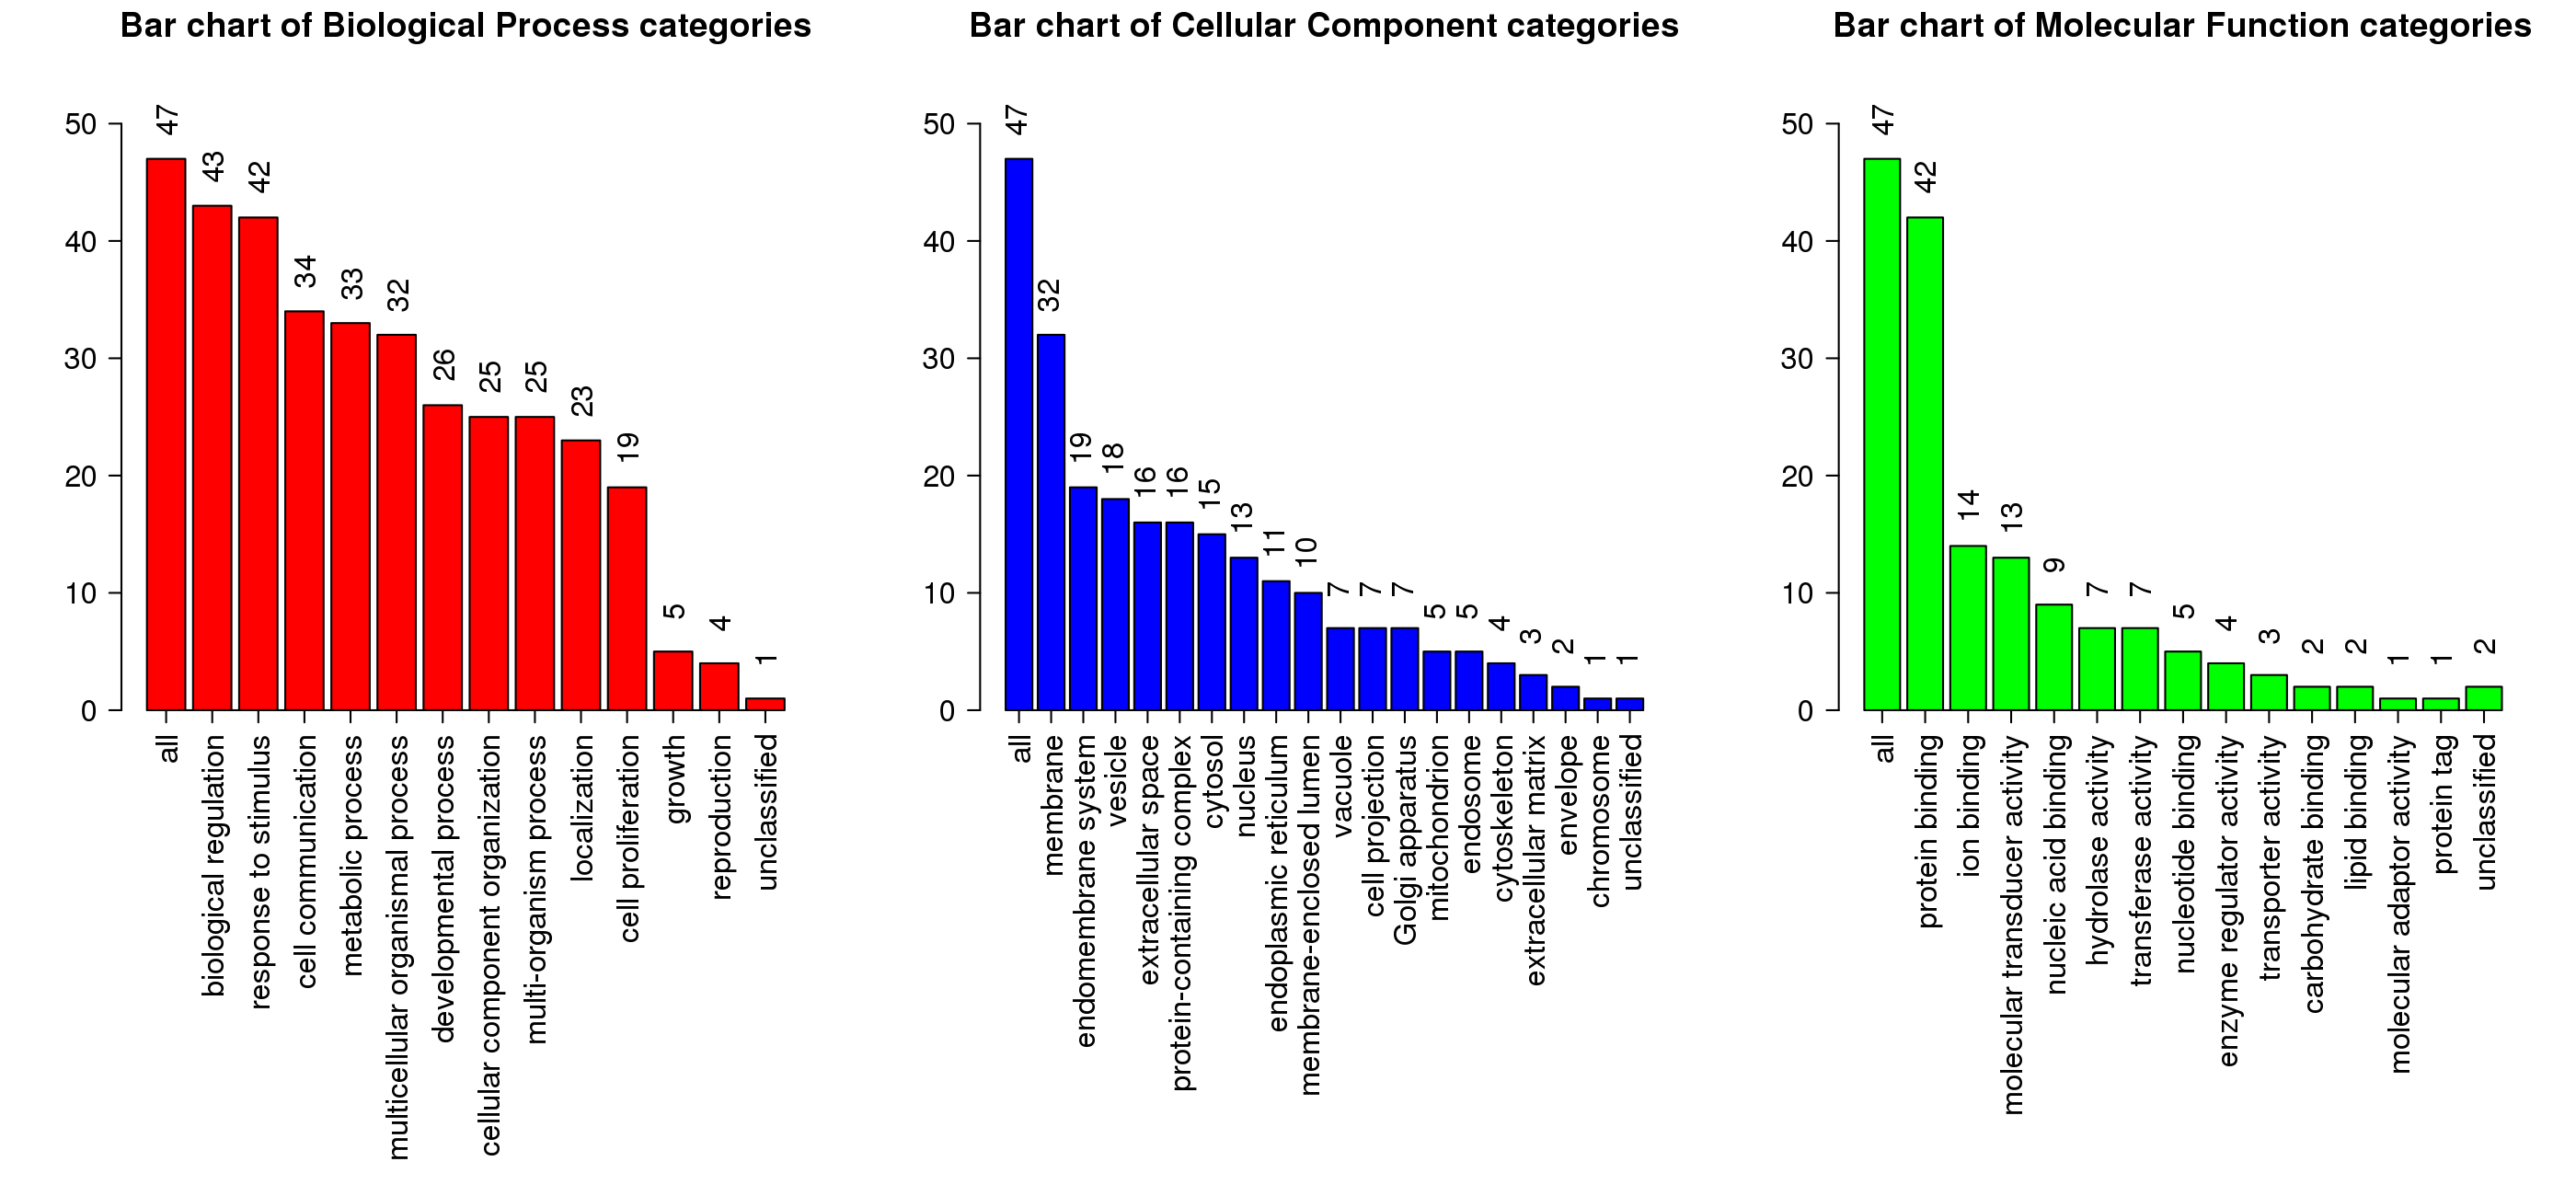 Bar chart of Biological Process categories
50
40
30
20
10
0
47
43
42
34
33
32
26
25
25
23
19
5
4
1
all
biological regulation
response to stimulus
cell communication
metabolic process
multicellular organismal process
developmental process
cellular component organization
multi-organism process
localization
cell proliferation
growth
reproduction
unclassified
Bar chart of Cellular Component categories
50
40
30
20
10
0
47
32
19
18
16
16
15
13
11
10
7
7
7
5
5
4
3
2
1
1
all
membrane
endomembrane system
vesicle
extracellular space
protein-containing complex
cytosol
nucleus
endoplasmic reticulum
membrane-enclosed lumen
vacuole
cell projection
Golgi apparatus
mitochondrion
endosome
cytoskeleton
extracellular matrix
envelope
chromosome
unclassified
Bar chart of Molecular Function categories
50
40
30
20
10
0
47
42
14
13
9
7
7
5
4
3
2
2
1
1
2
all
protein binding
ion binding
molecular transducer activity
nucleic acid binding
hydrolase activity
transferase activity
nucleotide binding
enzyme regulator activity
transporter activity
carbohydrate binding
lipid binding
molecular adaptor activity
protein tag
unclassified